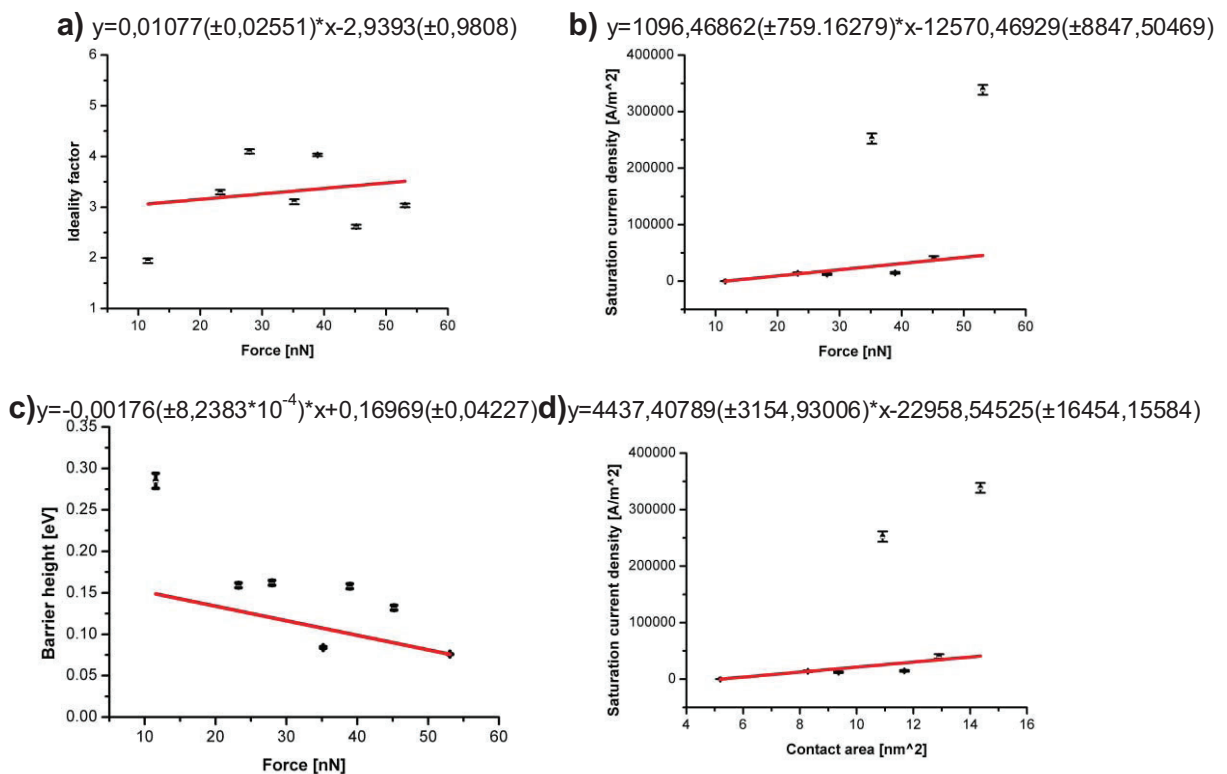 a) y=0,01077(±0,02551)*x-2,9393(±0,9808)
6
5
4
3
2
1
Ideality factor
10 20 30 40 50 60
Force [nN]
b) y=1096,46862(±759.16279)*x-12570,46929(±8847,50469)
400000
300000
200000
100000
0
Saturation curren density [A/m^2]
10 20 30 40 50 60
Force [nN]
c)y=-0,00176(±8,2383*10-4)*x+0,16969(±0,04227)
0.30
0.25
0.20
0.15
0.10
0.05
0.00
Barrier height [eV]
10 20 30 40 50 60
Force [nN]
d)y=4437,40789(±3154,93006)*x-22958,54525(±16454,15584)
400000
300000
200000
100000
0
Saturation current density [A/m^2]
4 6 8 10 12 14 16
Contact area [nm^2]